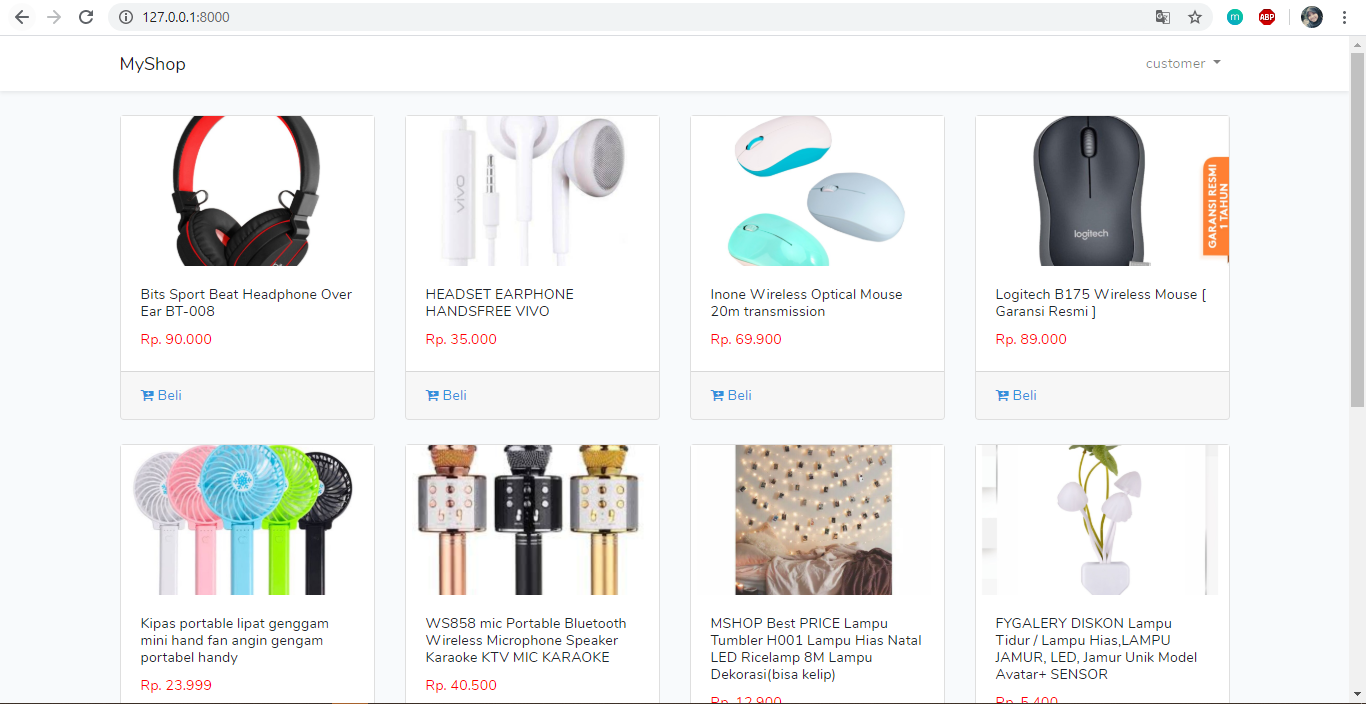 127.0.0.1:8000
m
ABP
MyShop
customer
VIVO
logitech
GARANSI RESMI
1 TAHUN
Bits Sport Beat Headphone Over
Ear BT-008
Rp. 90.000
Beli
HEADSET EARPHONE
HANDSFREE VIVO
Rp. 35.000
Beli
Inone Wireless Optical Mouse
20m transmission
Rp. 69.900
Beli
Logitech B175 Wireless Mouse [
Garansi Resmi ]
Rp. 89.000
Beli
Kipas portable lipat genggam
mini hand fan angin gengam
portabel handy
Rp. 23.999
WS858 mic Portable Bluetooth
Wireless Microphone Speaker
Karaoke KTV MIC KARAOKE
Rp. 40.500
MSHOP Best PRICE Lampu
Tumbler H001 Lampu Hias Natal
LED Ricelamp 8M Lampu
Dekorasi(bisa kelip)
Rp. 12.900
FYGALERY DISKON Lampu
Tidur / Lampu Hias,LAMPU
JAMUR, LED, Jamur Unik Model
Avatar+ SENSOR
Rp. 5.400